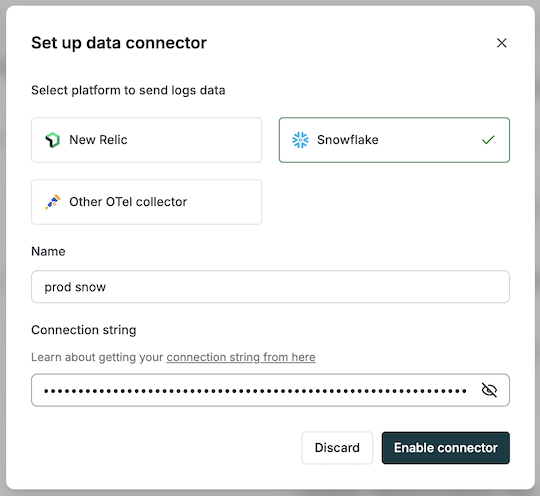 Set up data connector
Select platform to send logs data
New Relic
Snowflake
Other OTel collector
Name
prod snow
Connection string
Learn about getting your connection string from here
••••••••••••••••••••••••••••••••••••••••••••••••••••••••••••••
Discard
Enable connector